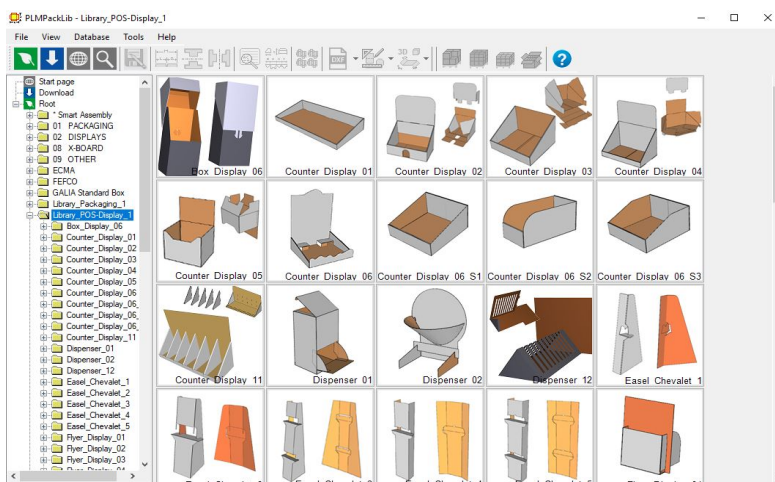 PLMPackLib - Library_POS-Display_1
File View Database Tools Help
DXF 3D
Start page
Download
Root
* Smart Assembly
01 PACKAGING
02 DISPLAYS
08 X-BOARD
09 OTHER
ECMA
FEFCO
GALIA Standard Box
Library_Packaging_1
Library_POS-Display_1
Box_Display_06
Counter_Display_01
Counter_Display_02
Counter_Display_03
Counter_Display_04
Counter_Display_05
Counter_Display_06
Counter_Display_06_
Counter_Display_06_
Counter_Display_06_
Counter_Display_11
Dispenser_01
Dispenser_02
Dispenser_12
Easel_Chevalet_1
Easel_Chevalet_2
Easel_Chevalet_3
Easel_Chevalet_4
Easel_Chevalet_5
Flyer_Display_01
Flyer_Display_02
Flyer_Display_03
Box Display 06 Counter Display 01 Counter Display 02 Counter Display 03 Counter Display 04
Counter Display 05 Counter Display 06 Counter Display 06 S1 Counter Display 06 S2 Counter Display 06 S3
Counter Display 11 Dispenser 01 Dispenser 02 Dispenser 12 Easel Chevalet 1